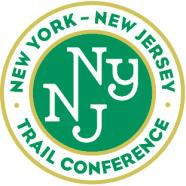 NEW YORK – NEW JERSEY
NY
NJ
• TRAIL CONFERENCE •